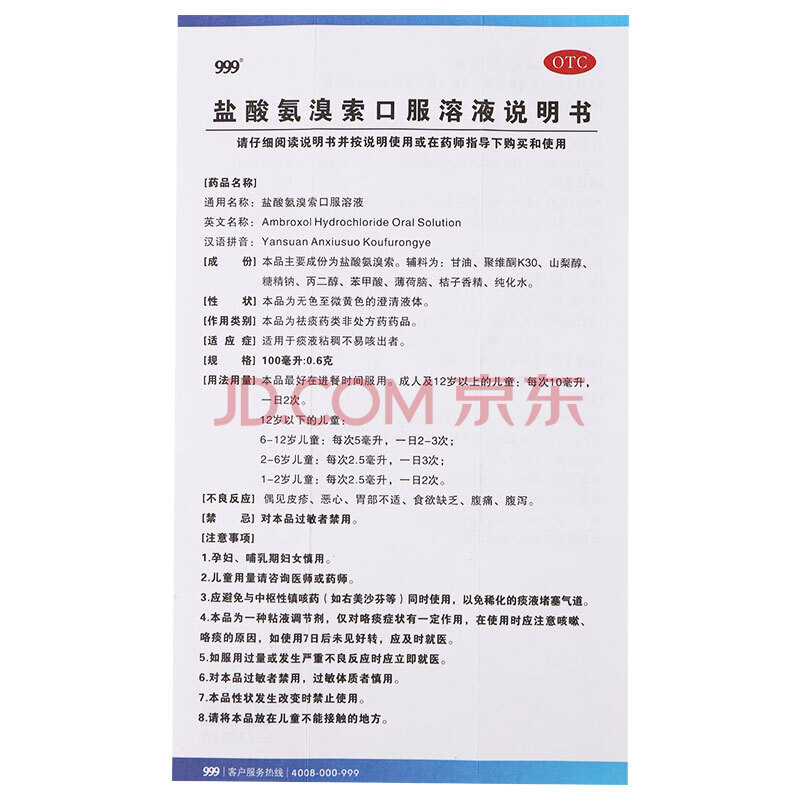 999®
OTC
盐酸氨溴索口服溶液说明书
请仔细阅读说明书并按说明使用或在药师指导下购买和使用
[药品名称]
通用名称：盐酸氨溴索口服溶液
英文名称：Ambroxol Hydrochloride Oral Solution
汉语拼音：Yansuan Anxiusuo Koufurongye
[成 份] 本品主要成份为盐酸氨溴索。辅料为：甘油、聚维酮K30、山梨醇、
糖精钠、丙二醇、苯甲酸、薄荷脑、桔子香精、纯化水。
[性 状] 本品为无色至微黄色的澄清液体。
[作用类别] 本品为祛痰药类非处方药药品。
[适 应 症] 适用于痰液粘稠不易咳出者。
[规 格] 100毫升:0.6克
[用法用量] 本品最好在进餐时间服用。成人及12岁以上的儿童：每次10毫升，
一日2次。
JD.COM 京东
12岁以下的儿童：
6-12岁儿童：每次5毫升，一日2-3次；
2-6岁儿童：每次2.5毫升，一日3次；
1-2岁儿童：每次2.5毫升，一日2次。
[不良反应] 偶见皮疹、恶心、胃部不适、食欲缺乏、腹痛、腹泻。
[禁 忌] 对本品过敏者禁用。
[注意事项]
1.孕妇、哺乳期妇女慎用。
2.儿童用量请咨询医师或药师。
3.应避免与中枢性镇咳药（如右美沙芬等）同时使用，以免稀化的痰液堵塞气道。
4.本品为一种粘液调节剂，仅对咯痰症状有一定作用，在使用时应注意咳嗽、
咯痰的原因，如使用7日后未见好转，应及时就医。
5.如服用过量或发生严重不良反应时应立即就医。
6.对本品过敏者禁用，过敏体质者慎用。
7.本品性状发生改变时禁止使用。
8.请将本品放在儿童不能接触的地方。
999 | 客户服务热线 | 4008-000-999